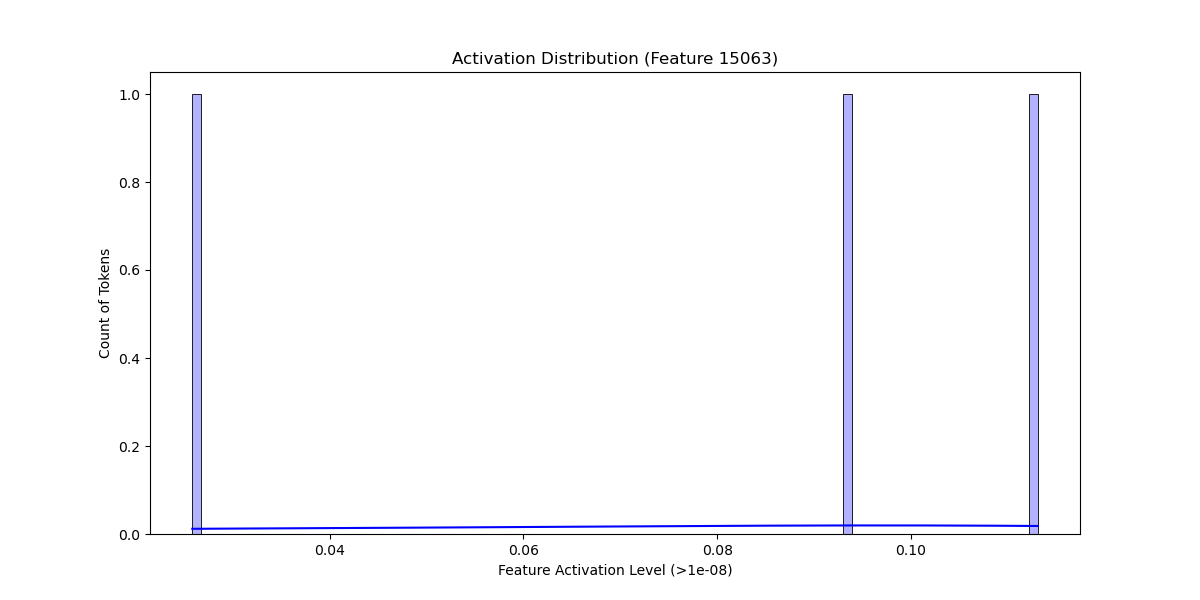 Activation Distribution (Feature 15063)
1.0
0.8
0.6
0.4
0.2
0.0
Count of Tokens
0.04 0.06 0.08 0.10
Feature Activation Level (>1e-08)